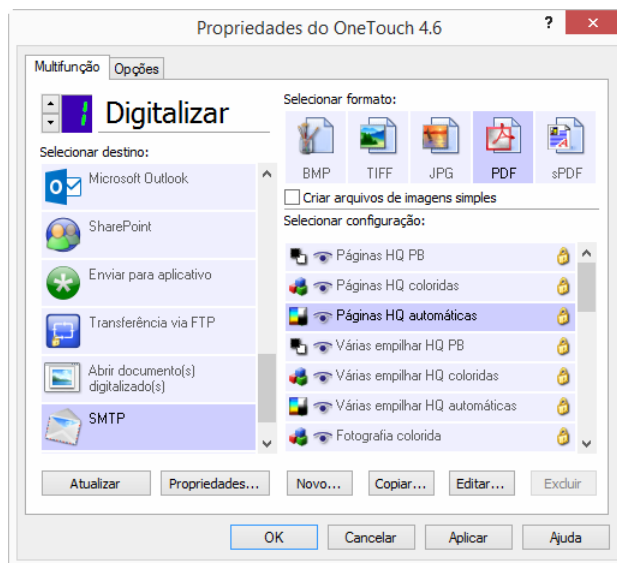 Propriedades do OneTouch 4.6
?
×
Multifunção
Opções
1
Digitalizar
Selecionar destino:
Microsoft Outlook
SharePoint
Enviar para aplicativo
Transferência via FTP
Abrir documento(s)
digitalizado(s)
SMTP
Selecionar formato:
BMP
TIFF
JPG
PDF
sPDF
Criar arquivos de imagens simples
Selecionar configuração:
Páginas HQ PB
Páginas HQ coloridas
Páginas HQ automáticas
Várias empilhar HQ PB
Várias empilhar HQ coloridas
Várias empilhar HQ automáticas
Fotografia colorida
Atualizar
Propriedades...
Novo...
Copiar...
Editar...
Excluir
OK
Cancelar
Aplicar
Ajuda